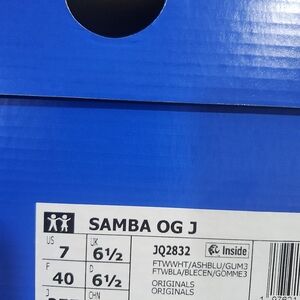 SAMBA OG J
US 7 UK 6½ JQ2832 Inside
FTWWHT/ASHBLU/GUM3
F 40 D 6½ FTWBLA/BLECEN/GOMME3
ORIGINALS
ORIGINALS
J CHN